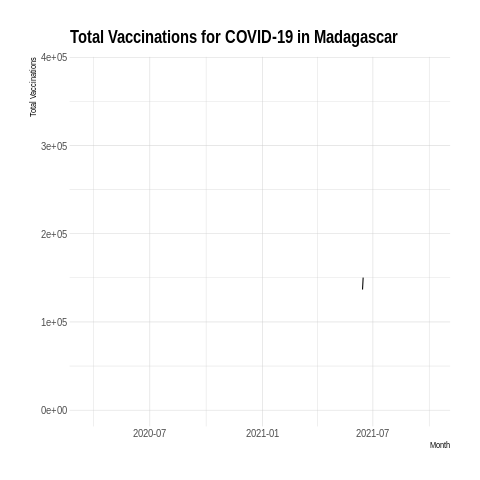 Total Vaccinations for COVID-19 in Madagascar
Total Vaccinations
4e+05
3e+05
2e+05
1e+05
0e+00
2020-07
2021-01
2021-07
Month